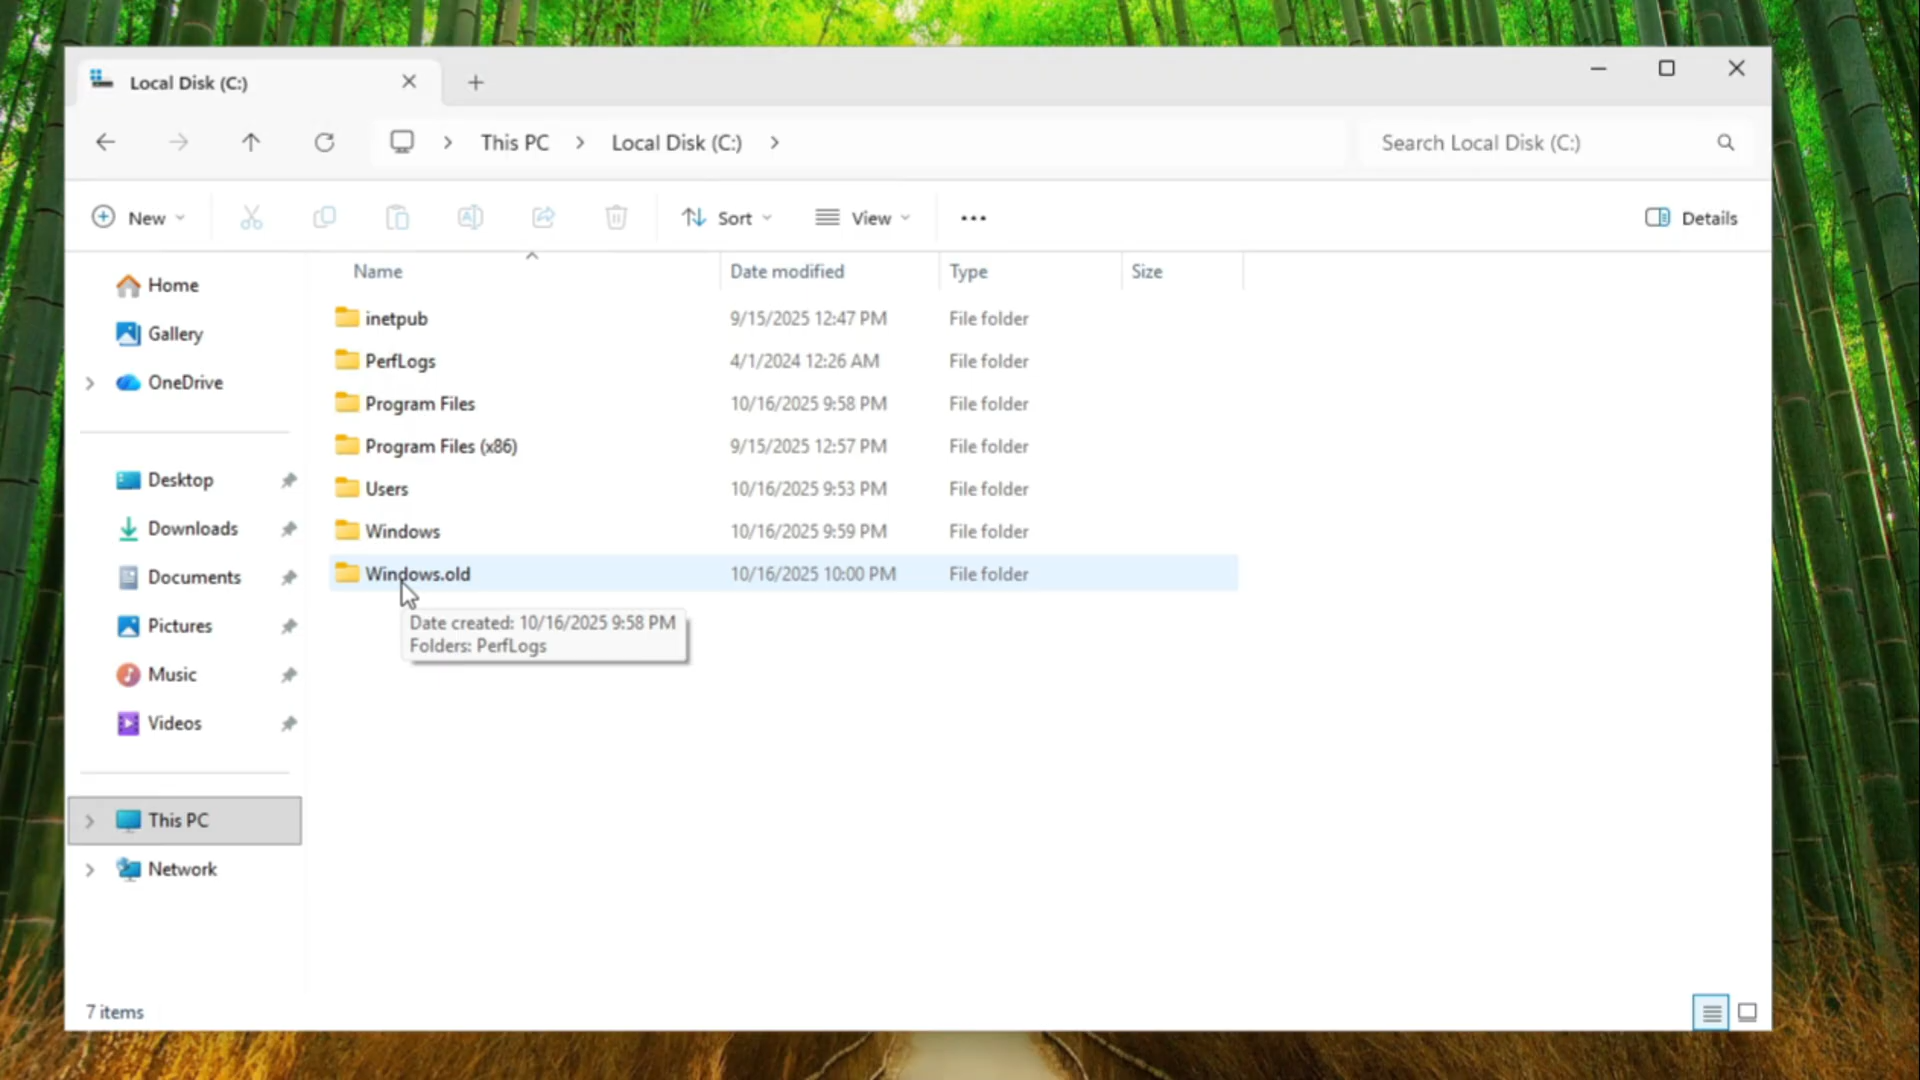 Local Disk (C:)
This PC
Local Disk (C:)
Search Local Disk (C:)
New
Sort
View
Details
Home
Gallery
OneDrive
Desktop
Downloads
Documents
Pictures
Music
Videos
This PC
Network
Name Date modified Type Size
inetpub 9/15/2025 12:47 PM File folder
PerfLogs 4/1/2024 12:26 AM File folder
Program Files 10/16/2025 9:58 PM File folder
Program Files (x86) 9/15/2025 12:57 PM File folder
Users 10/16/2025 9:53 PM File folder
Windows 10/16/2025 9:59 PM File folder
Windows.old 10/16/2025 10:00 PM File folder
Date created: 10/16/2025 9:58 PM
Folders: PerfLogs
7 items